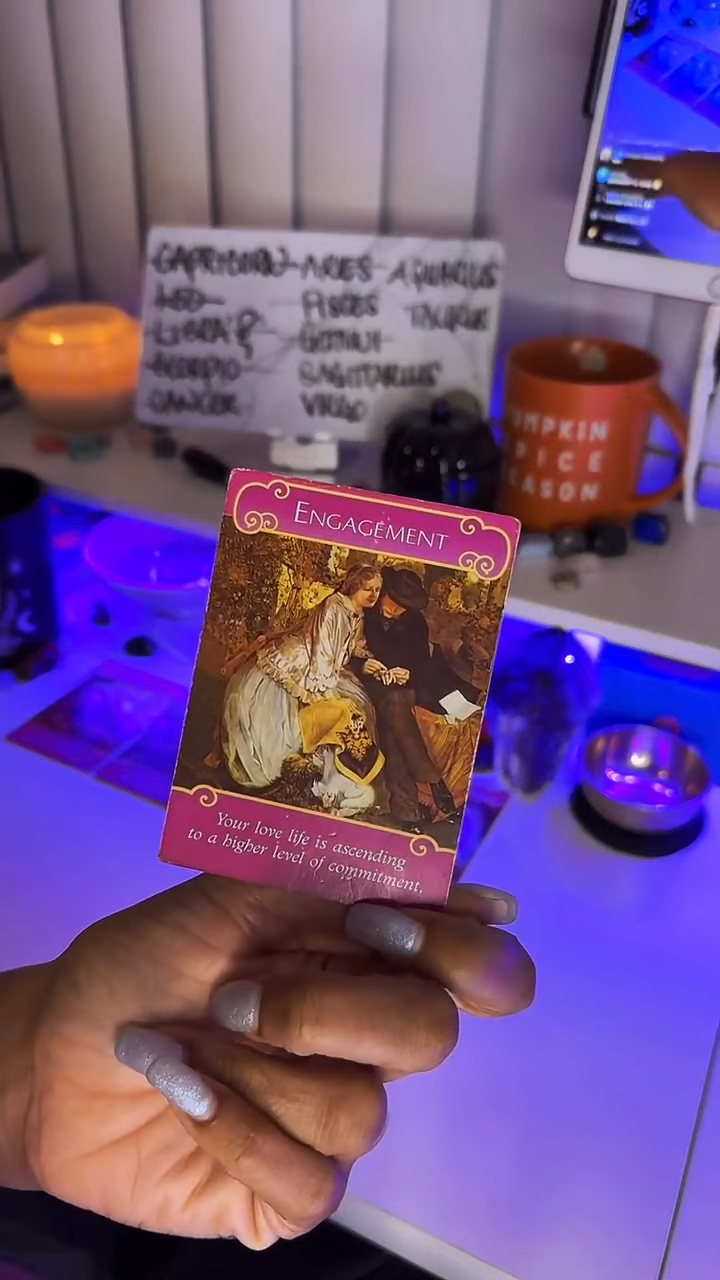 CAPRICORN ARIES AQUARIUS
LEO PISCES TAURUS
LIBRA GEMINI
SCORPIO SAGITTARIUS
CANCER VIRGO
PUMPKIN
SPICE
SEASON
ENGAGEMENT
Your love life is ascending
to a higher level of commitment.